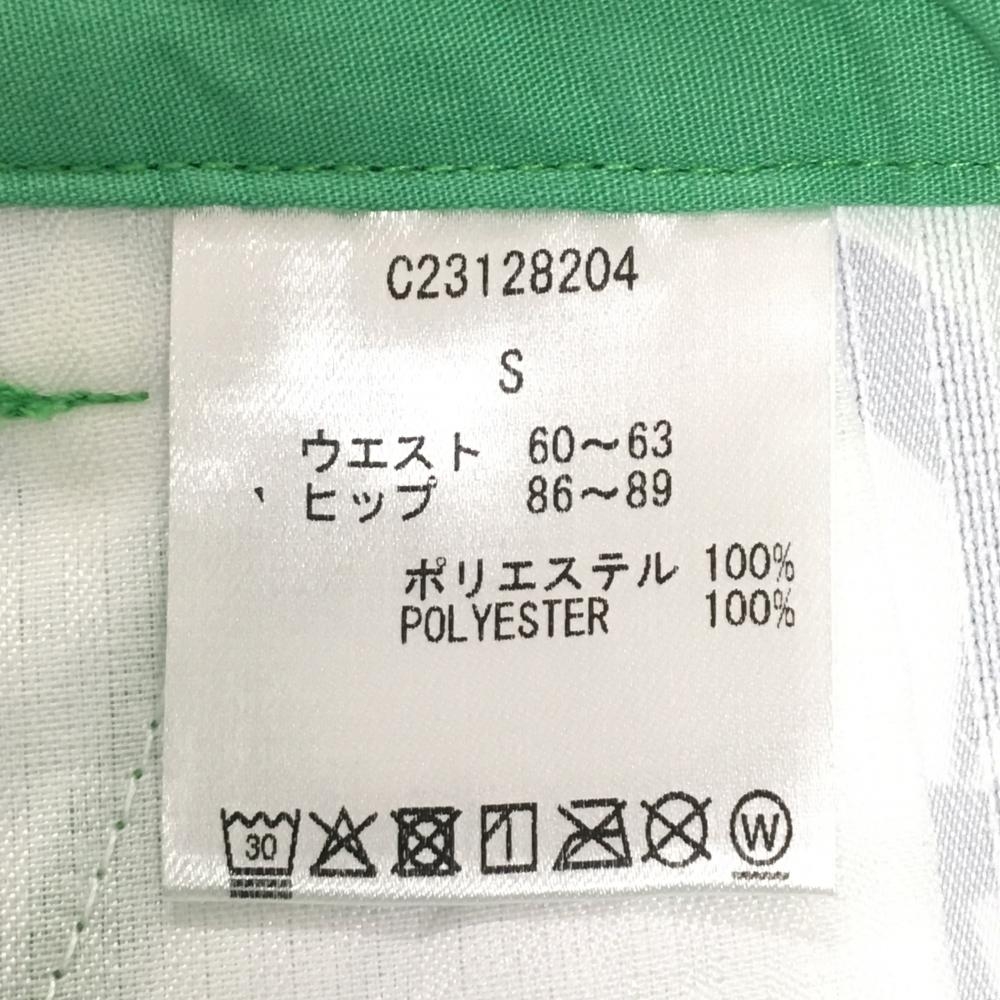 C23128204
S
ウエスト 60～63
ヒップ 86～89
ポリエステル 100%
POLYESTER 100%
30 W